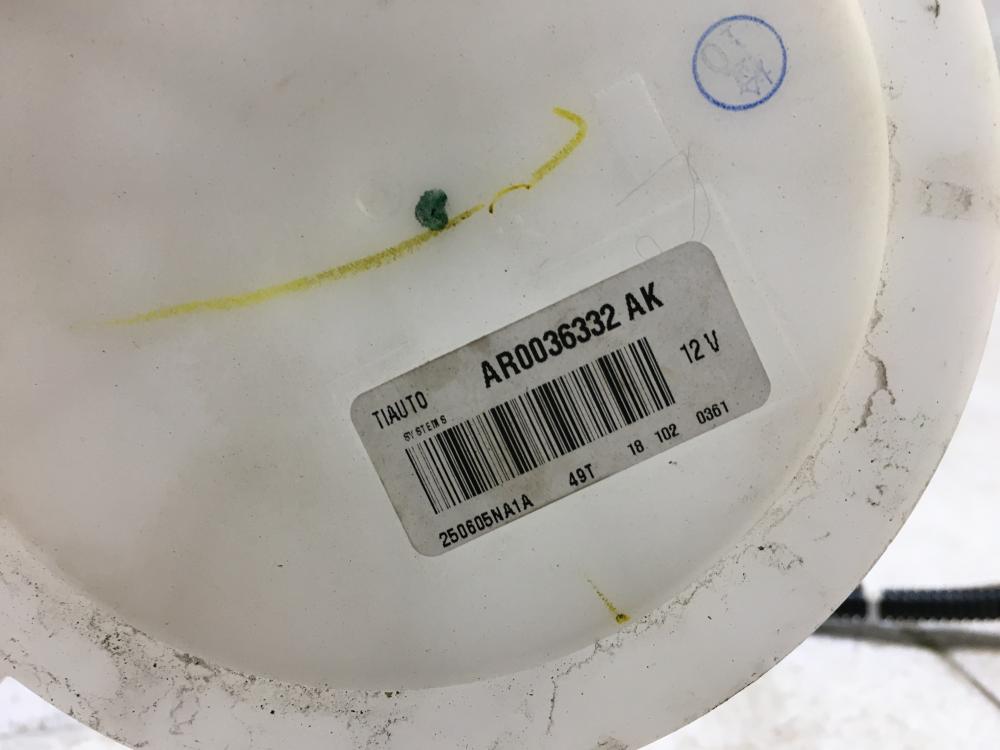 AR0036332 AK
TIAUTO
SYSTEMS
12 V
250605NA1A 49T 18 102 0361